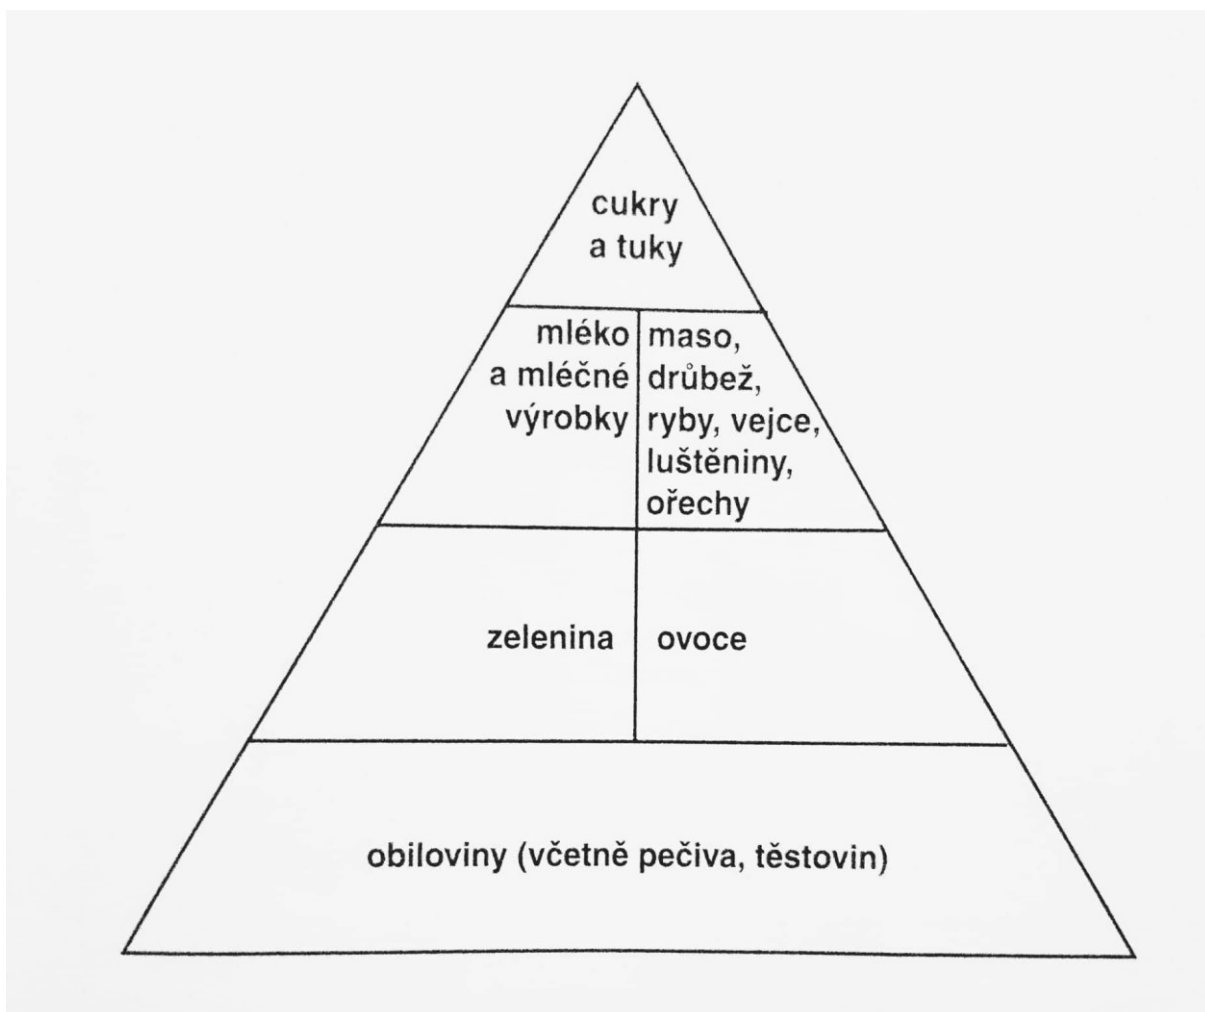 cukry
a tuky
mléko
a mléčné
výrobky
maso,
drůbež,
ryby, vejce,
luštěniny,
ořechy
zelenina
ovoce
obiloviny (včetně pečiva, těstovin)